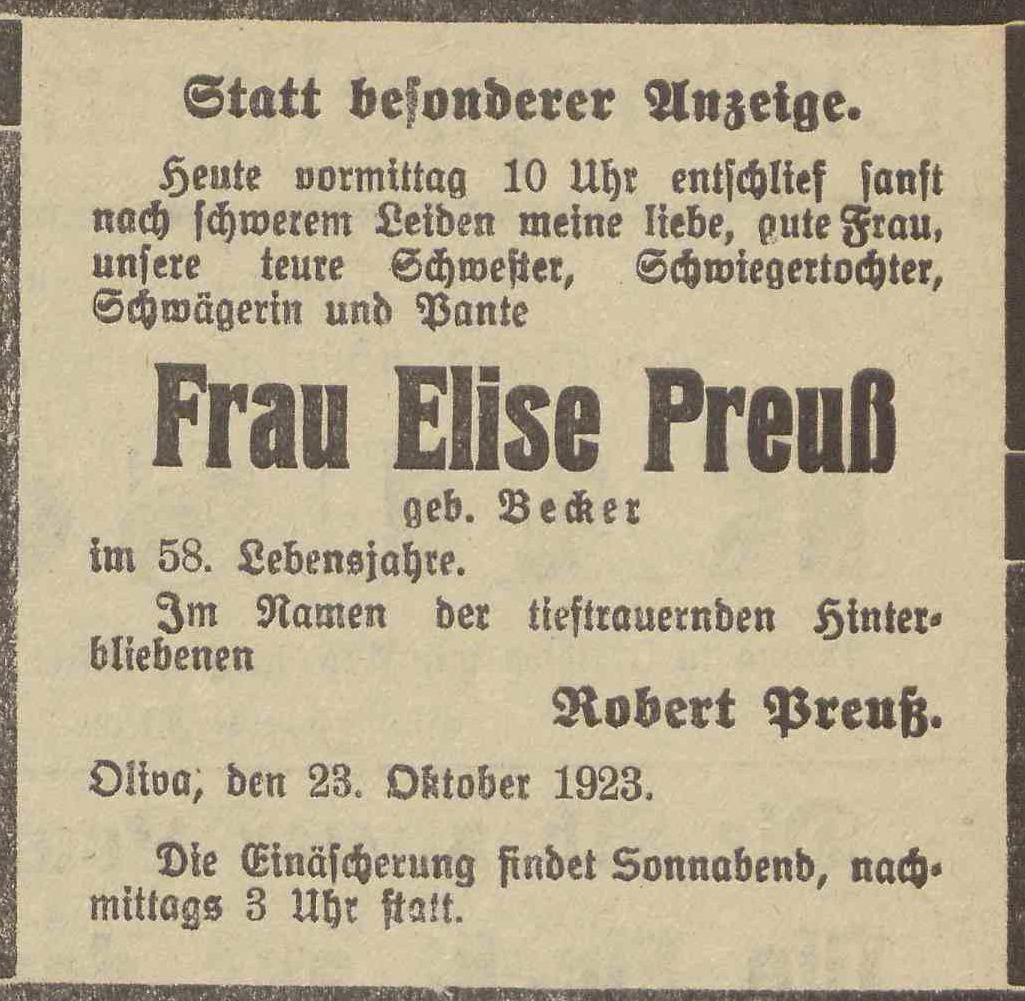 Statt besonderer Anzeige.
Heute vormittag 10 Uhr entschlief sanft
nach schwerem Leiden meine liebe, gute Frau,
unsere teure Schwester, Schwiegertochter,
Schwägerin und Pante
Frau Elise Preuß
geb. Becker
im 58. Lebensjahre.
Im Namen der tieftrauernden Hinter-
bliebenen
Robert Preuß.
Oliva, den 23. Oktober 1923.
Die Einäscherung findet Sonnabend, nach-
mittags 3 Uhr statt.